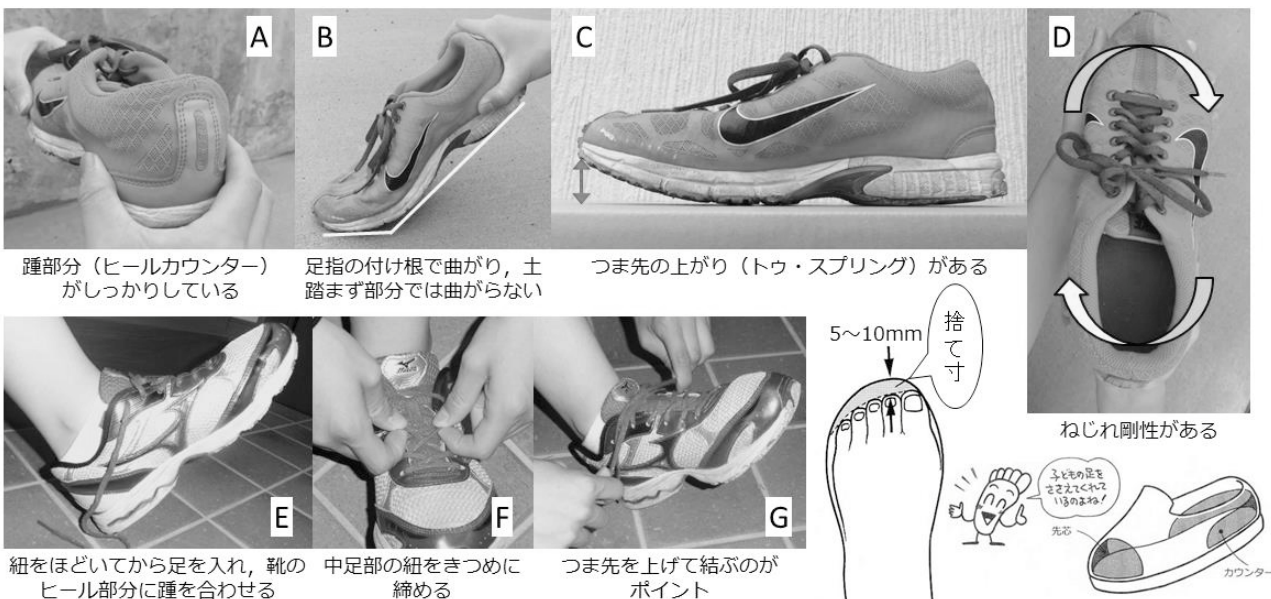 A
B
C
D
踵部分（ヒールカウンター）
がしっかりしている
足指の付け根で曲がり，土
踏まず部分では曲がらない
つま先の上がり（トゥ・スプリング）がある
ねじれ剛性がある
E
F
G
紐をほどいてから足を入れ，靴の
ヒール部分に踵を合わせる
中足部の紐をきつめに
締める
つま先を上げて結ぶのが
ポイント
5～10mm
捨て寸
子どもの足を
ささえてくれて
いるのよね！
先芯
カウンター